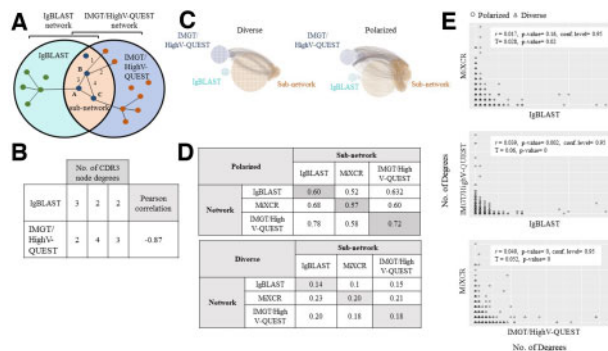 A
IgBLAST network
IMGT/HighV-QUEST network
IgBLAST
IMGT/ HighV-QUEST
B
A
C
sub-network
B
No. of CDR3 node degrees
IgBLAST 3 2 2
Pearson correlation
IMGT/ HighV-QUEST 2 4 3 -0.87
C
Diverse
Polarized
IMGT/ HighV-QUEST
IgBLAST
Sub-network
IMGT/ HighV-QUEST
IgBLAST
Sub-network
D
Polarized Sub-network
IgBLAST MiXCR IMGT/High V-QUEST
Network
IgBLAST 0.60 0.52 0.632
MiXCR 0.68 0.57 0.60
IMGT/High V-QUEST 0.78 0.58 0.72
Diverse Sub-network
IgBLAST MiXCR IMGT/High V-QUEST
Network
IgBLAST 0.14 0.1 0.15
MiXCR 0.23 0.20 0.21
IMGT/High V-QUEST 0.20 0.18 0.18
E
Polarized Diverse
MiXCR
IgBLAST
No. of Degrees
IMGT/HighV-QUEST
IgBLAST
MiXCR
IMGT/HighV-QUEST
No. of Degrees